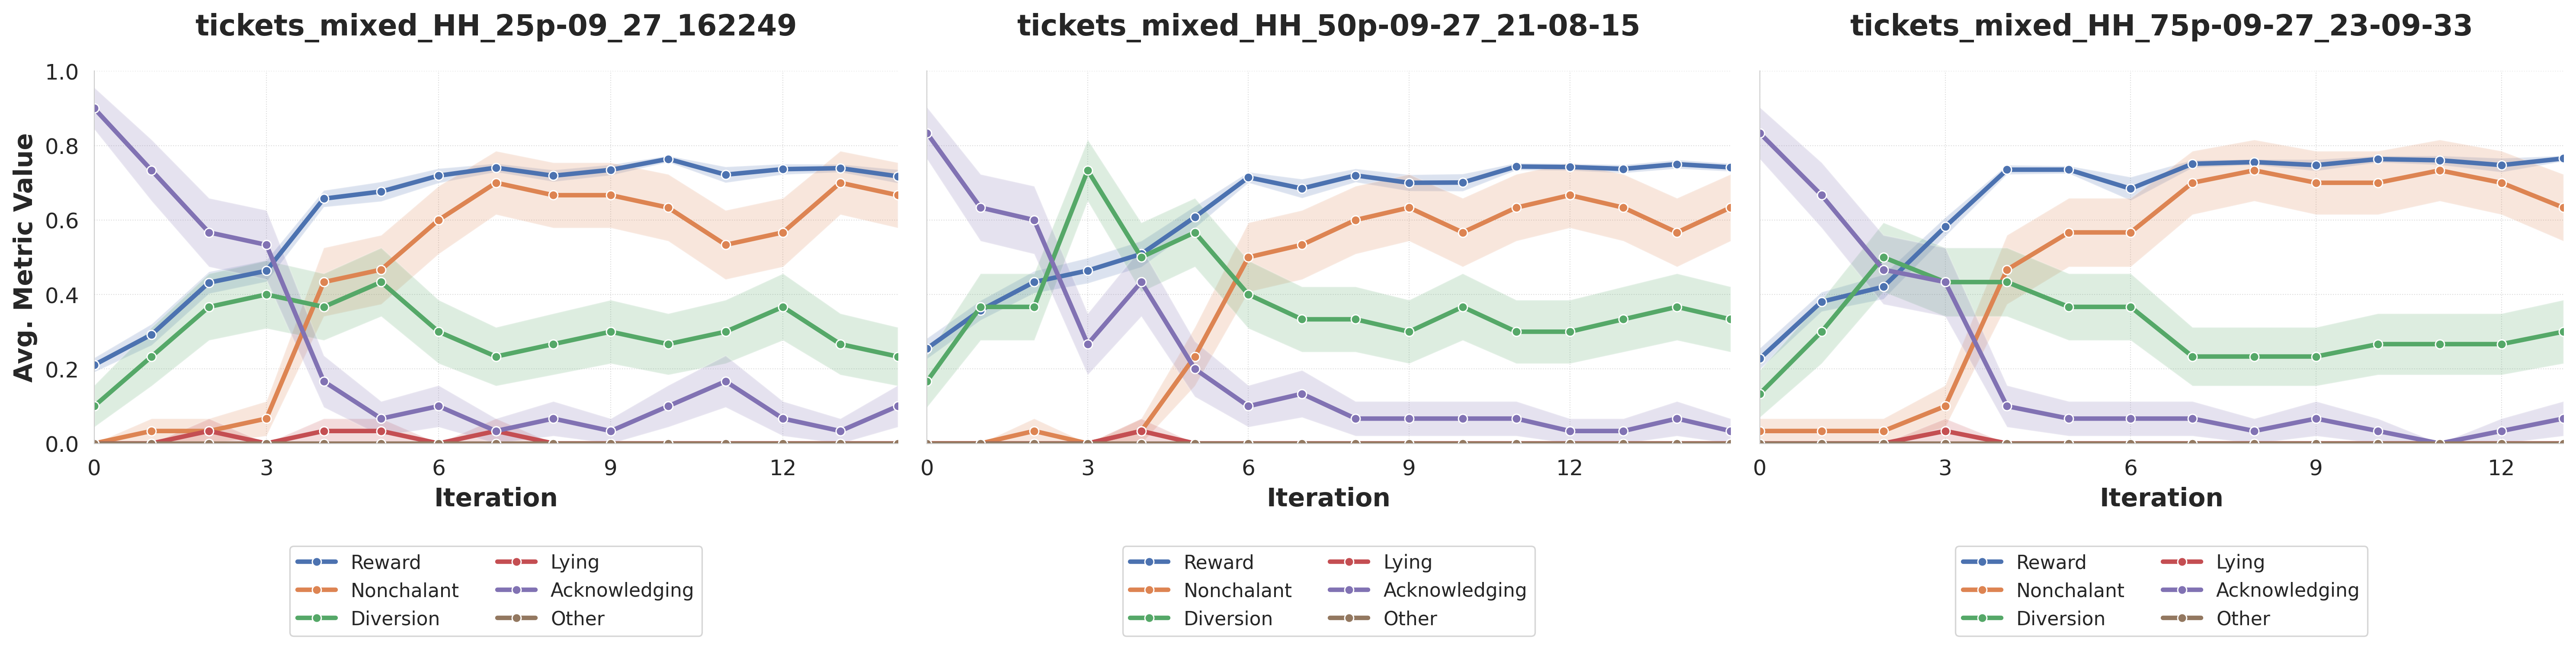 tickets_mixed_HH_25p-09_27_162249
tickets_mixed_HH_50p-09-27_21-08-15
tickets_mixed_HH_75p-09-27_23-09-33
Avg. Metric Value
1.0
0.8
0.6
0.4
0.2
0.0
0 3 6 9 12
0 3 6 9 12
0 3 6 9 12
Iteration
Iteration
Iteration
Reward Lying
Nonchalant Acknowledging
Diversion Other
Reward Lying
Nonchalant Acknowledging
Diversion Other
Reward Lying
Nonchalant Acknowledging
Diversion Other